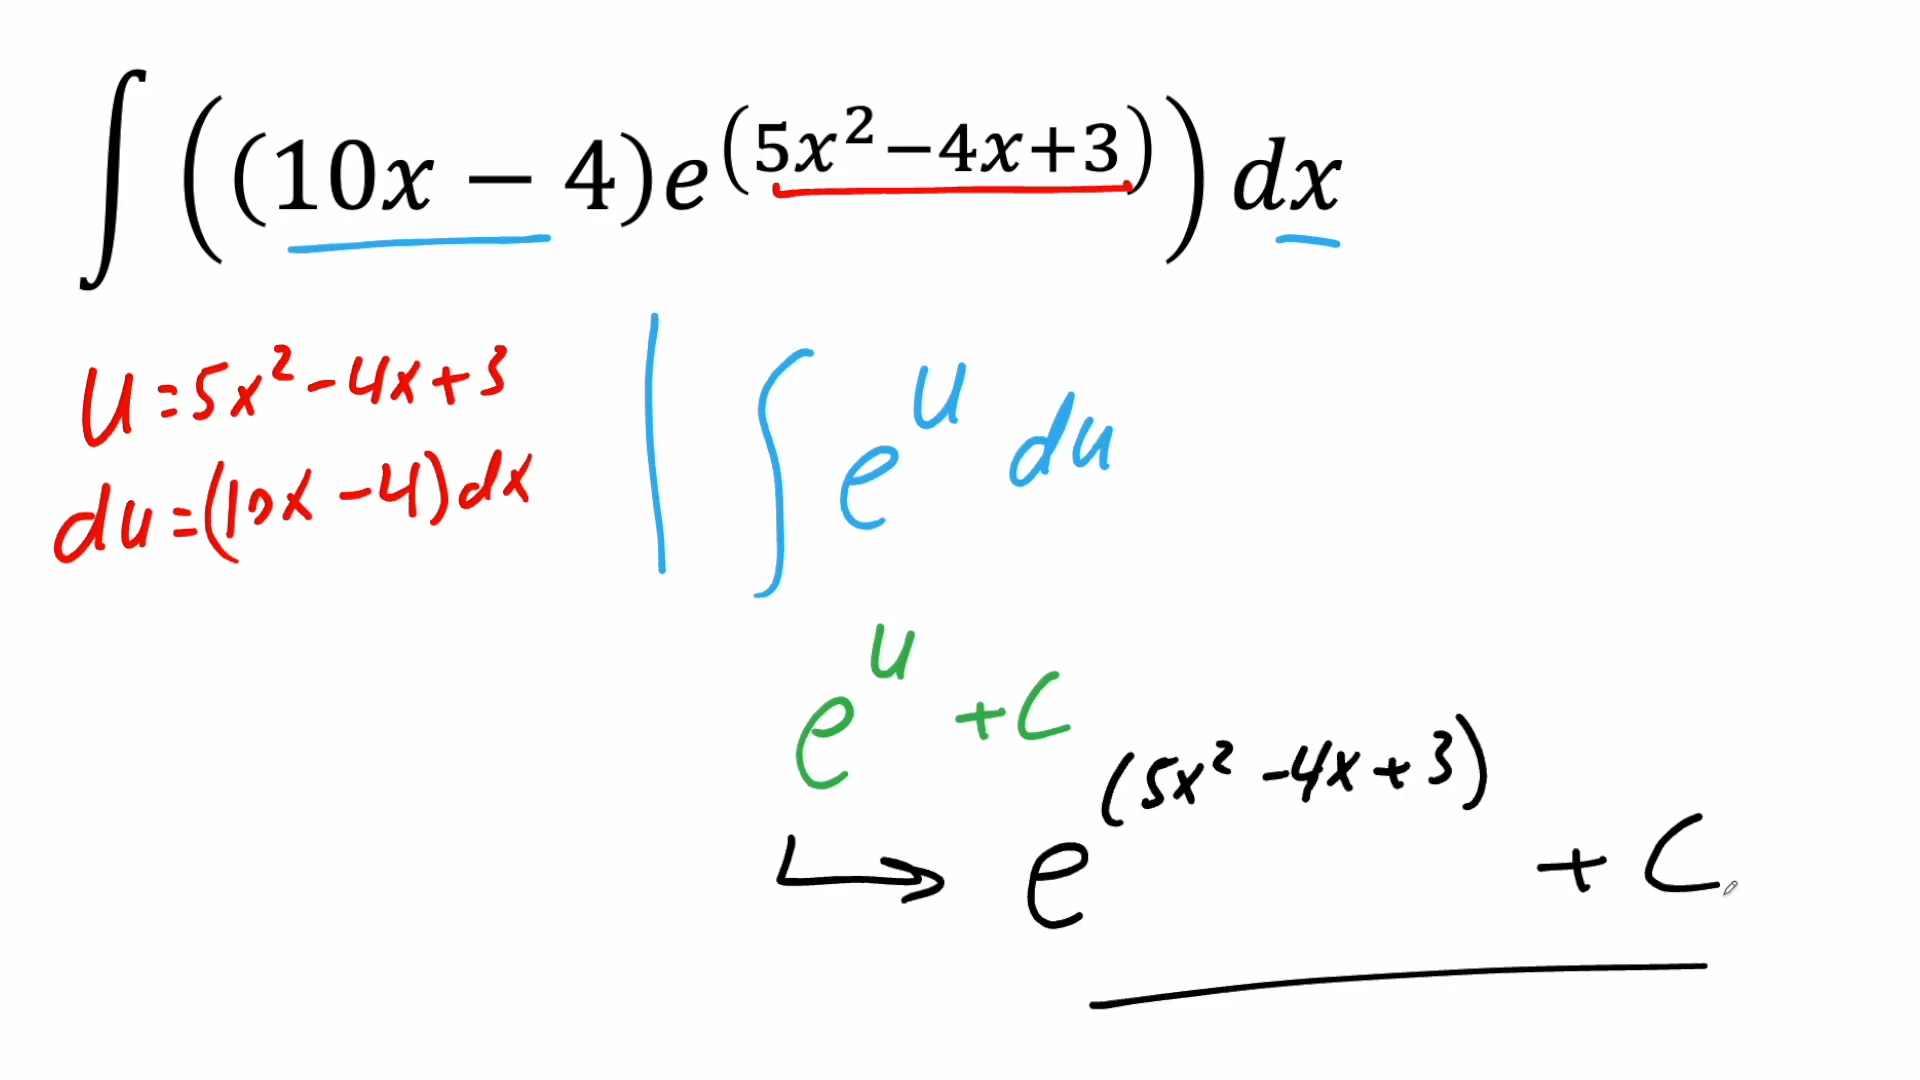 ∫ ((10x − 4)e^(5x²−4x+3)) dx
u = 5x² - 4x + 3
du = (10x - 4) dx
∫ e^u du
e^u + C
e^(5x² - 4x + 3) + C